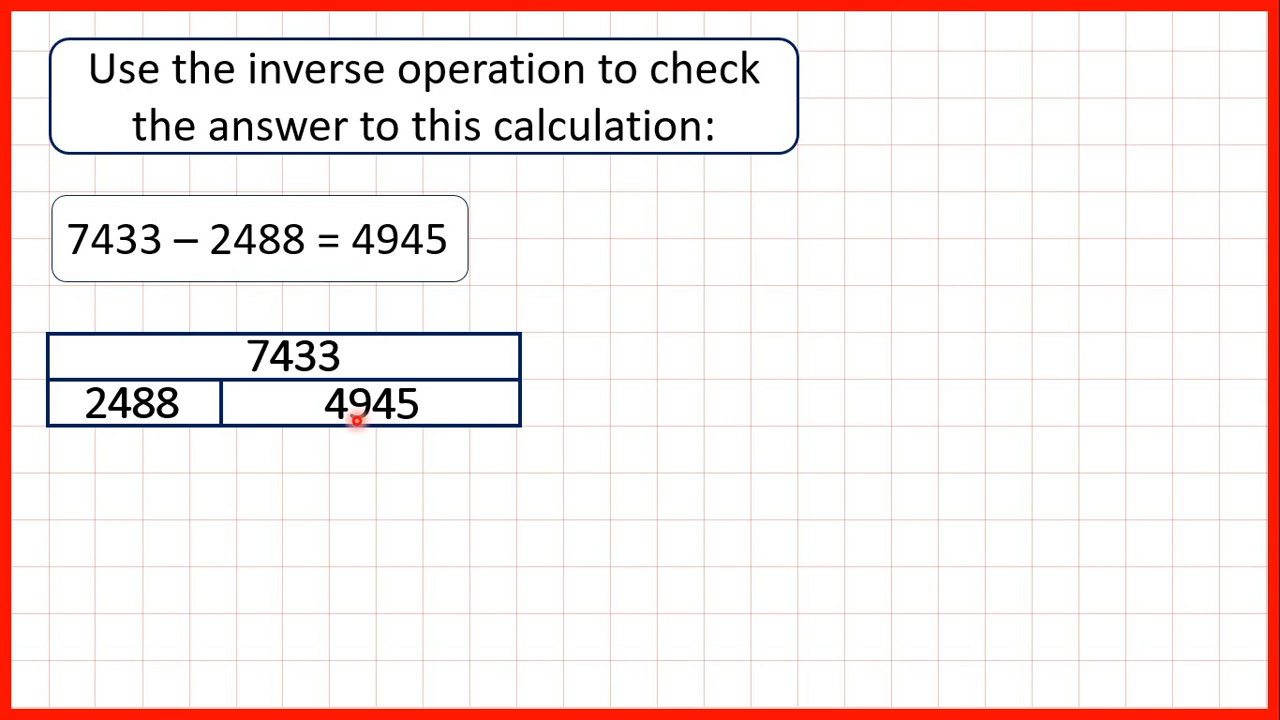 Use the inverse operation to check
the answer to this calculation:
7433 – 2488 = 4945
7433
2488 4945